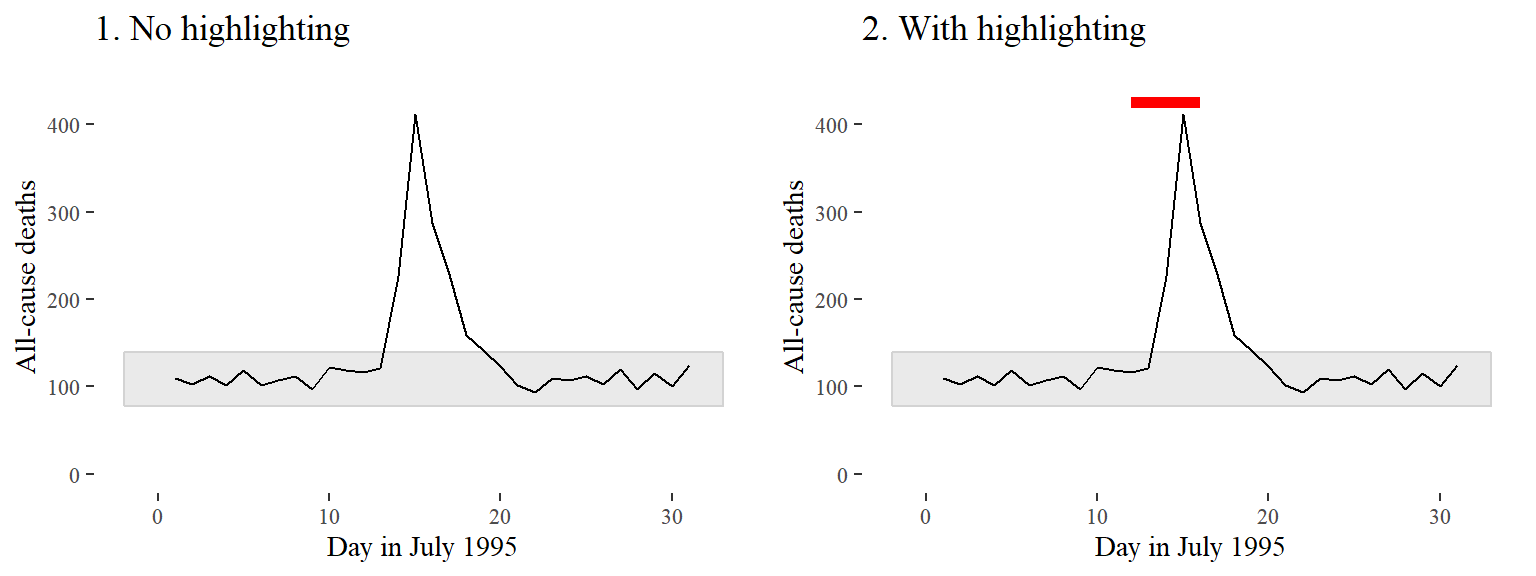 1. No highlighting
400
300
200
100
0
All-cause deaths
0 10 20 30
Day in July 1995
2. With highlighting
400
300
200
100
0
All-cause deaths
0 10 20 30
Day in July 1995